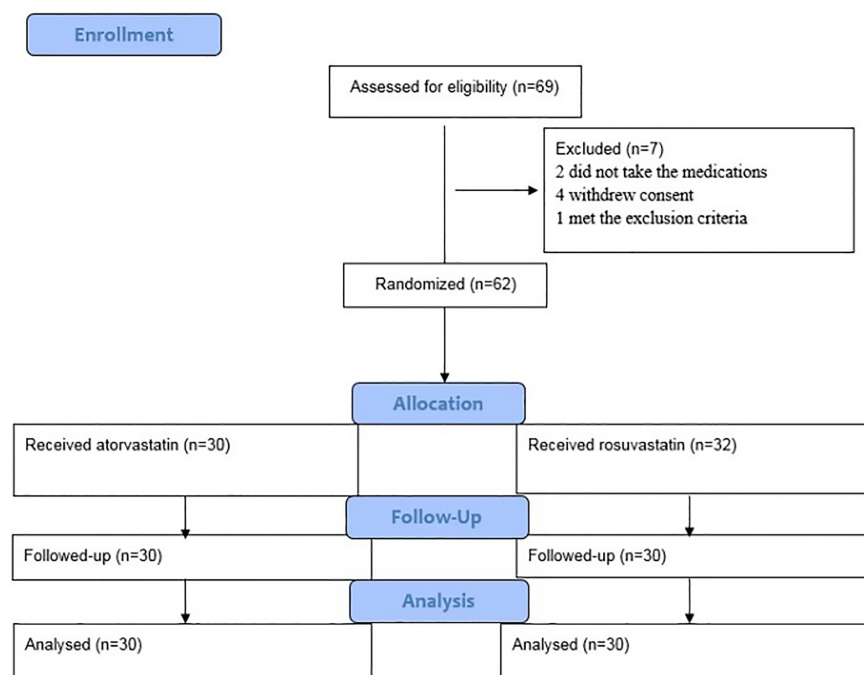 Enrollment
Assessed for eligibility (n=69)
Excluded (n=7)
2 did not take the medications
4 withdrew consent
1 met the exclusion criteria
Randomized (n=62)
Allocation
Received atorvastatin (n=30)
Received rosuvastatin (n=32)
Follow-Up
Followed-up (n=30)
Followed-up (n=30)
Analysis
Analysed (n=30)
Analysed (n=30)